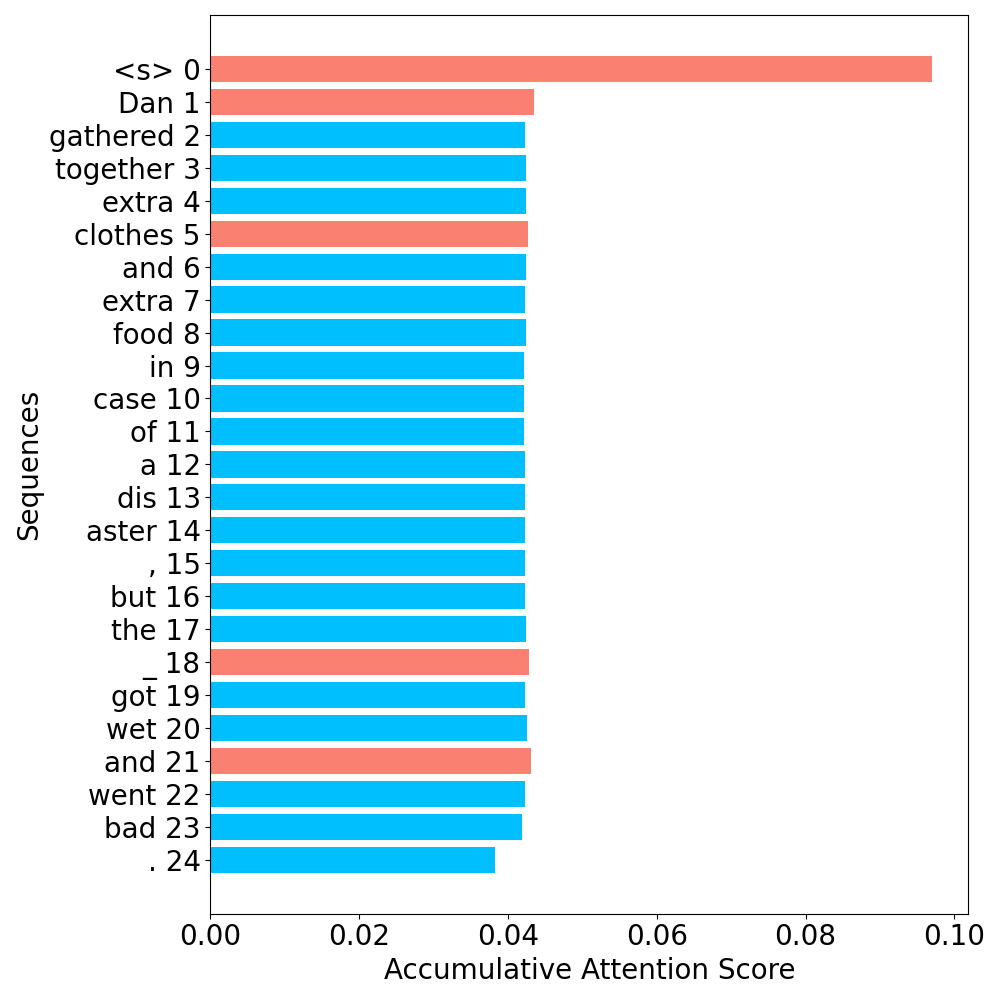 <s> 0
Dan 1
gathered 2
together 3
extra 4
clothes 5
and 6
extra 7
food 8
in 9
case 10
of 11
a 12
dis 13
aster 14
, 15
but 16
the 17
_ 18
got 19
wet 20
and 21
went 22
bad 23
. 24
Sequences
0.00 0.02 0.04 0.06 0.08 0.10
Accumulative Attention Score